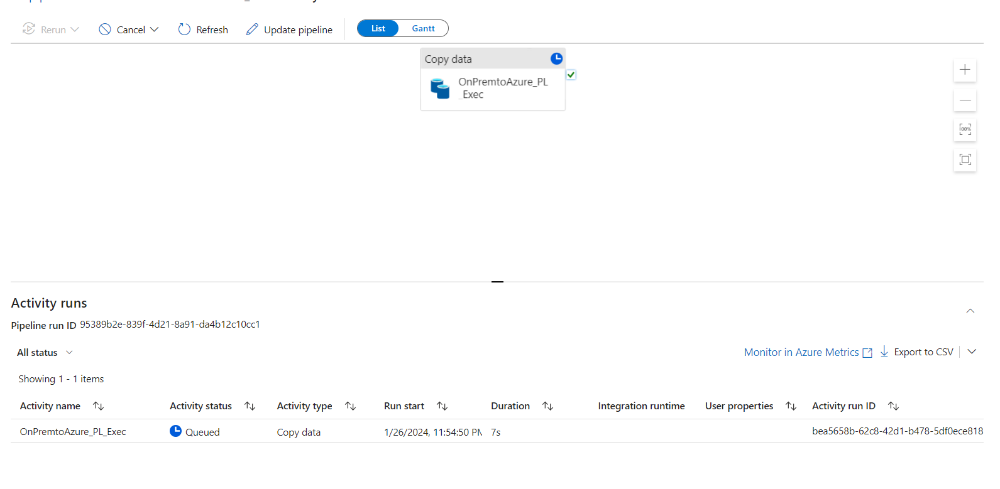 Rerun
Cancel
Refresh
Update pipeline
List
Gantt
Copy data
OnPremtoAzure_PL
_Exec
100%
Activity runs
Pipeline run ID 95389b2e-839f-4d21-8a91-da4b12c10cc1
All status
Monitor in Azure Metrics
Export to CSV
Showing 1 - 1 items
Activity name
Activity status
Activity type
Run start
Duration
Integration runtime
User properties
Activity run ID
OnPremtoAzure_PL_Exec
Queued
Copy data
1/26/2024, 11:54:50 PM
7s
bea5658b-62c8-42d1-b478-5df0ece818